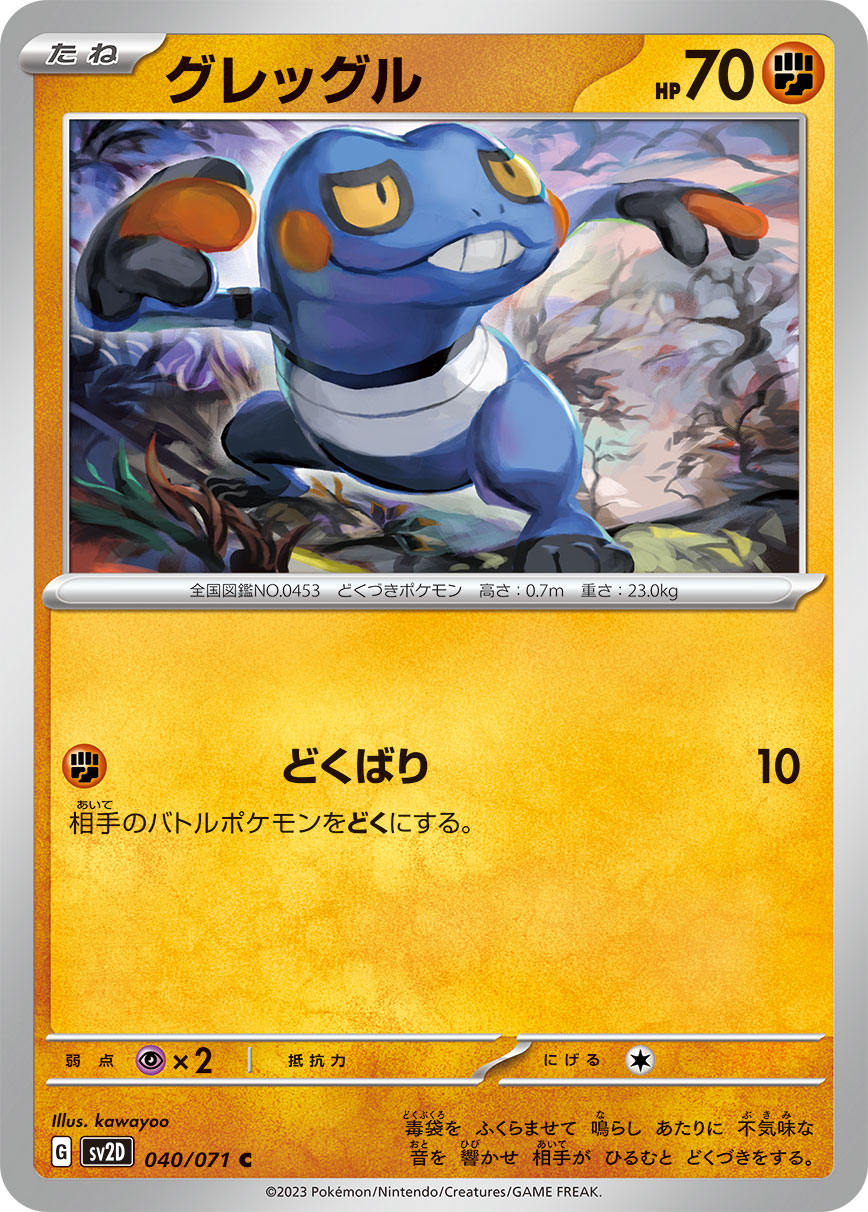 たね
グレッグル
HP 70
全国図鑑NO.0453 どくづきポケモン 高さ：0.7m 重さ：23.0kg
どくばり 10
あいて
相手のバトルポケモンをどくにする。
弱点 ×2 抵抗力 にげる
Illus. kawayoo
どくぶくろ な ぶきみ
毒袋を ふくらませて 鳴らし あたりに 不気味な
おと ひび あいて
音を 響かせ 相手が ひるむと どくづきをする。
G sv2D 040/071 C
©2023 Pokémon/Nintendo/Creatures/GAME FREAK.